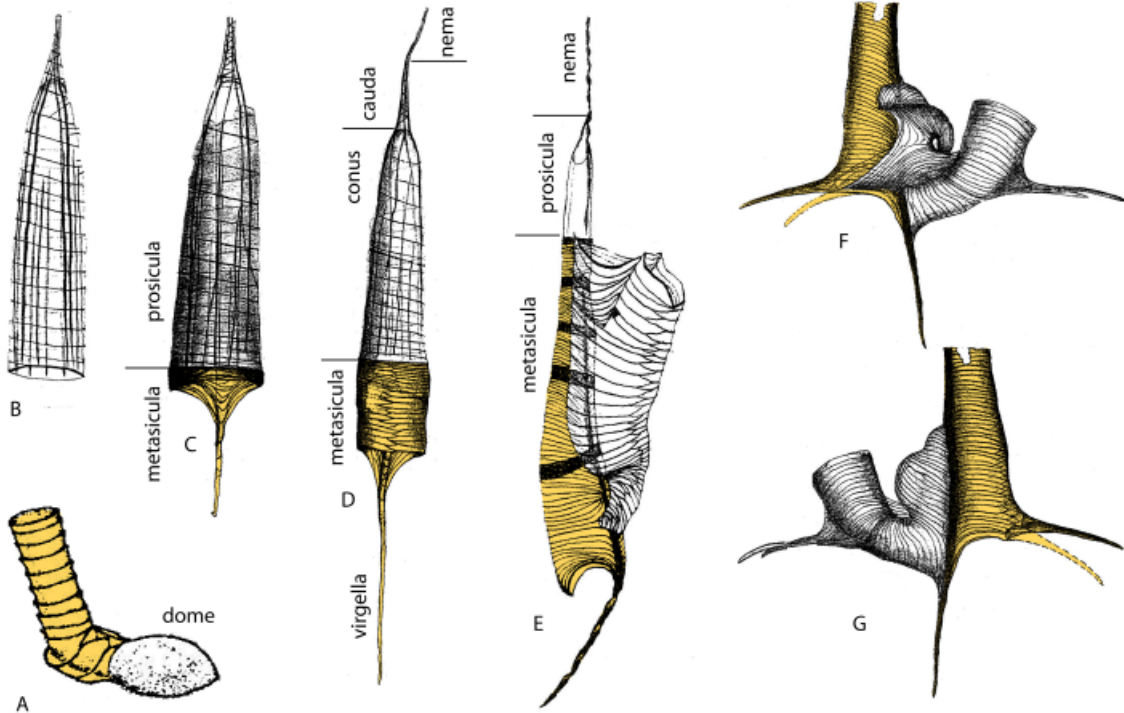 B
prosicula
metasicula
C
nema
cauda
conus
metasicula
D
virgella
nema
prosicula
metasicula
E
F
G
dome
A